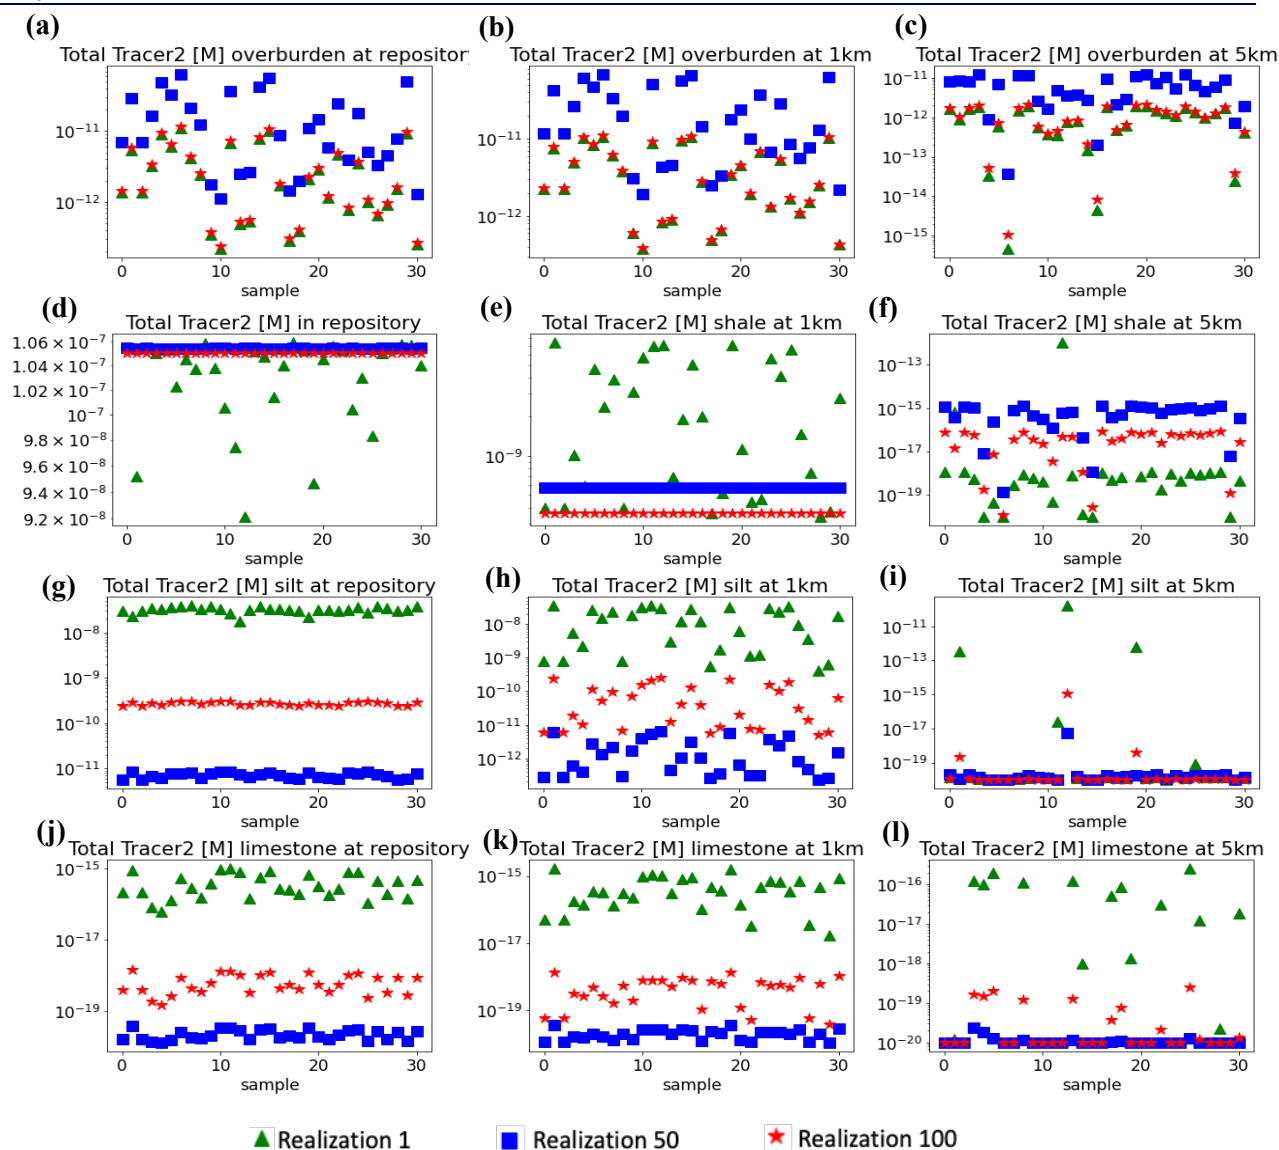 (a) (b) (c)
Total Tracer2 [M] overburden at repository Total Tracer2 [M] overburden at 1km Total Tracer2 [M] overburden at 5km
10⁻¹¹
10⁻¹²
0 10 20 30
sample
10⁻¹¹
10⁻¹²
0 10 20 30
sample
10⁻¹¹
10⁻¹²
10⁻¹³
10⁻¹⁴
10⁻¹⁵
0 10 20 30
sample
(d) (e) (f)
Total Tracer2 [M] in repository Total Tracer2 [M] shale at 1km Total Tracer2 [M] shale at 5km
1.06 × 10⁻⁷
1.04 × 10⁻⁷
1.02 × 10⁻⁷
10⁻⁷
9.8 × 10⁻⁸
9.6 × 10⁻⁸
9.4 × 10⁻⁸
9.2 × 10⁻⁸
0 10 20 30
sample
10⁻⁹
0 10 20 30
sample
10⁻¹³
10⁻¹⁵
10⁻¹⁷
10⁻¹⁹
0 10 20 30
sample
(g) (h) (i)
Total Tracer2 [M] silt at repository Total Tracer2 [M] silt at 1km Total Tracer2 [M] silt at 5km
10⁻⁸
10⁻⁹
10⁻¹⁰
10⁻¹¹
0 10 20 30
sample
10⁻⁸
10⁻⁹
10⁻¹⁰
10⁻¹¹
10⁻¹²
0 10 20 30
sample
10⁻¹¹
10⁻¹³
10⁻¹⁵
10⁻¹⁷
10⁻¹⁹
0 10 20 30
sample
(j) (k) (l)
Total Tracer2 [M] limestone at repository Total Tracer2 [M] limestone at 1km Total Tracer2 [M] limestone at 5km
10⁻¹⁵
10⁻¹⁷
10⁻¹⁹
0 10 20 30
sample
10⁻¹⁵
10⁻¹⁷
10⁻¹⁹
0 10 20 30
sample
10⁻¹⁶
10⁻¹⁷
10⁻¹⁸
10⁻¹⁹
10⁻²⁰
0 10 20 30
sample
Realization 1 Realization 50 Realization 100